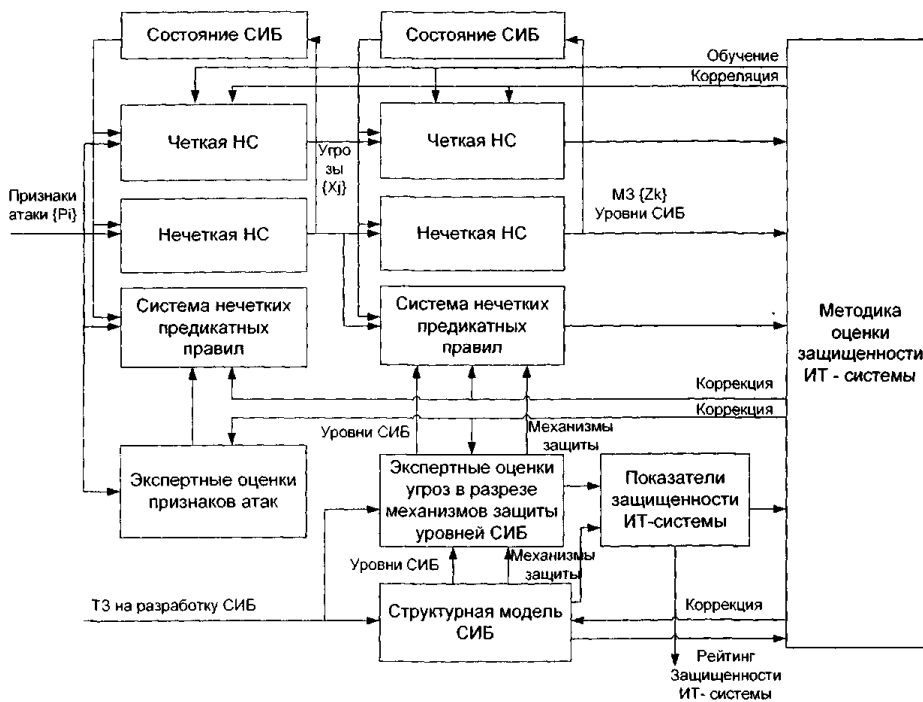 Состояние СИБ
Состояние СИБ
Обучение
Корреляция
Четкая НС
Угро
зы
{Xj}
Четкая НС
Признаки
атаки {Pi}
МЗ {Zk}
Уровни СИБ
Нечеткая НС
Нечеткая НС
Система нечетких
предикатных
правил
Система нечетких
предикатных
правил
Методика
оценки
защищенности
ИТ - системы
Коррекция
Коррекция
Уровни СИБ
Механизмы
защиты
Экспертные оценки
признаков атак
Экспертные оценки
угроз в разрезе
механизмов защиты
уровней СИБ
Показатели
защищенности
ИТ-системы
Уровни СИБ
Механизмы
защиты
ТЗ на разработку СИБ
Структурная модель
СИБ
Коррекция
Рейтинг
Защищенности
ИТ- системы